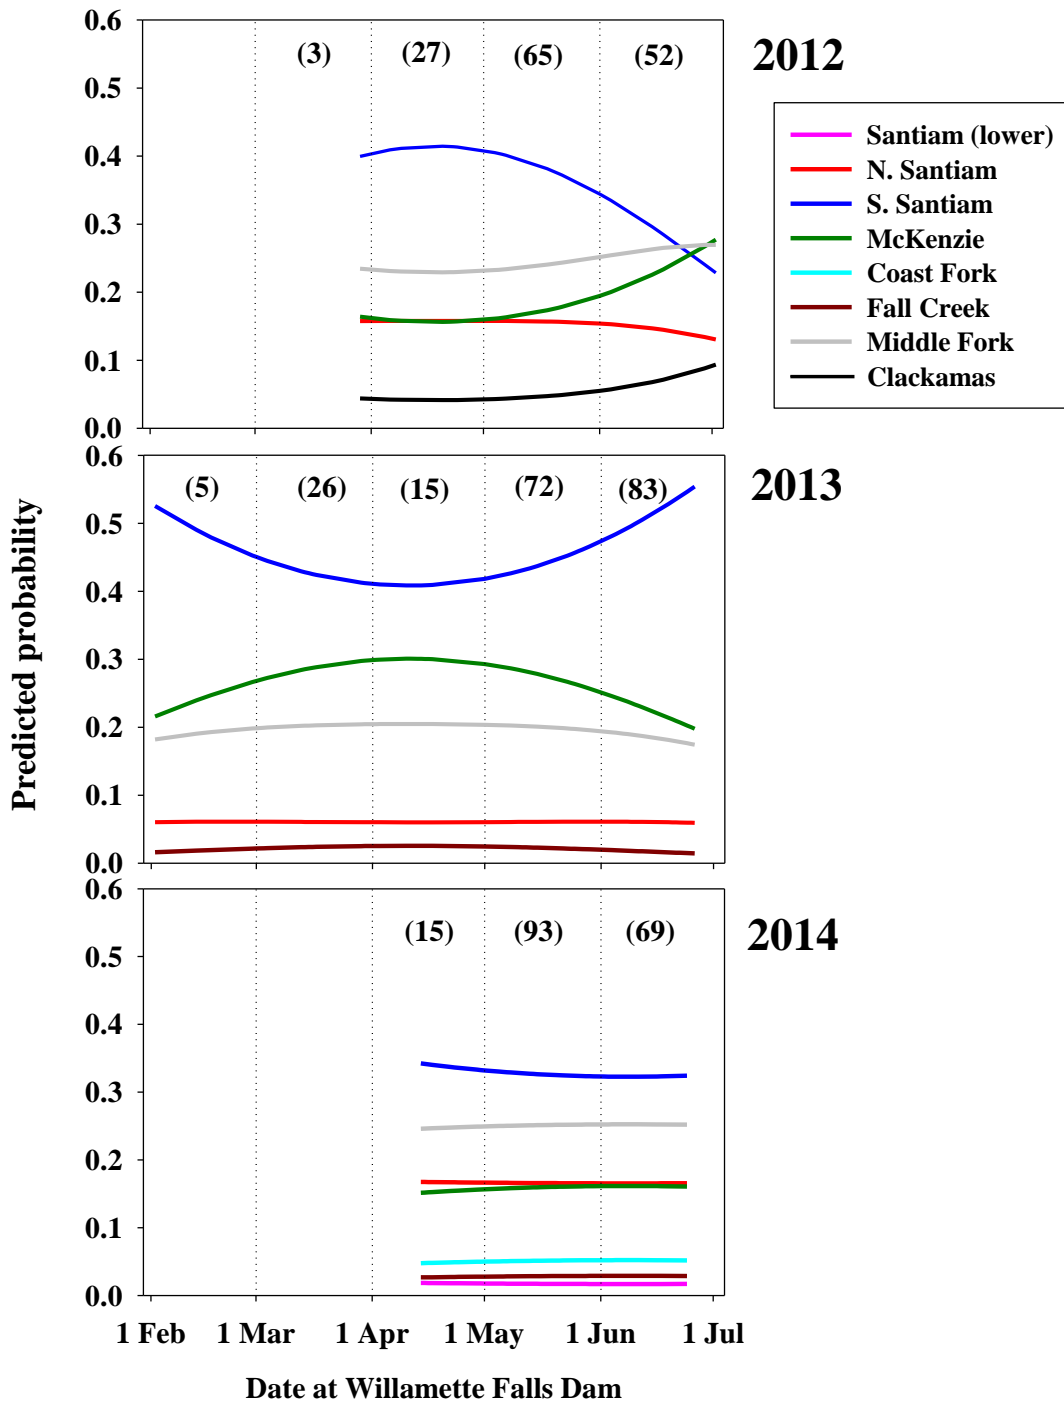 0.6
0.5
0.4
0.3
0.2
0.1
0.0
(3) (27) (65) (52)
2012
Santiam (lower)
N. Santiam
S. Santiam
McKenzie
Coast Fork
Fall Creek
Middle Fork
Clackamas
Predicted probability
0.6
0.5
0.4
0.3
0.2
0.1
0.0
(5) (26) (15) (72) (83)
2013
0.6
0.5
0.4
0.3
0.2
0.1
0.0
(15) (93) (69)
2014
1 Feb 1 Mar 1 Apr 1 May 1 Jun 1 Jul
Date at Willamette Falls Dam